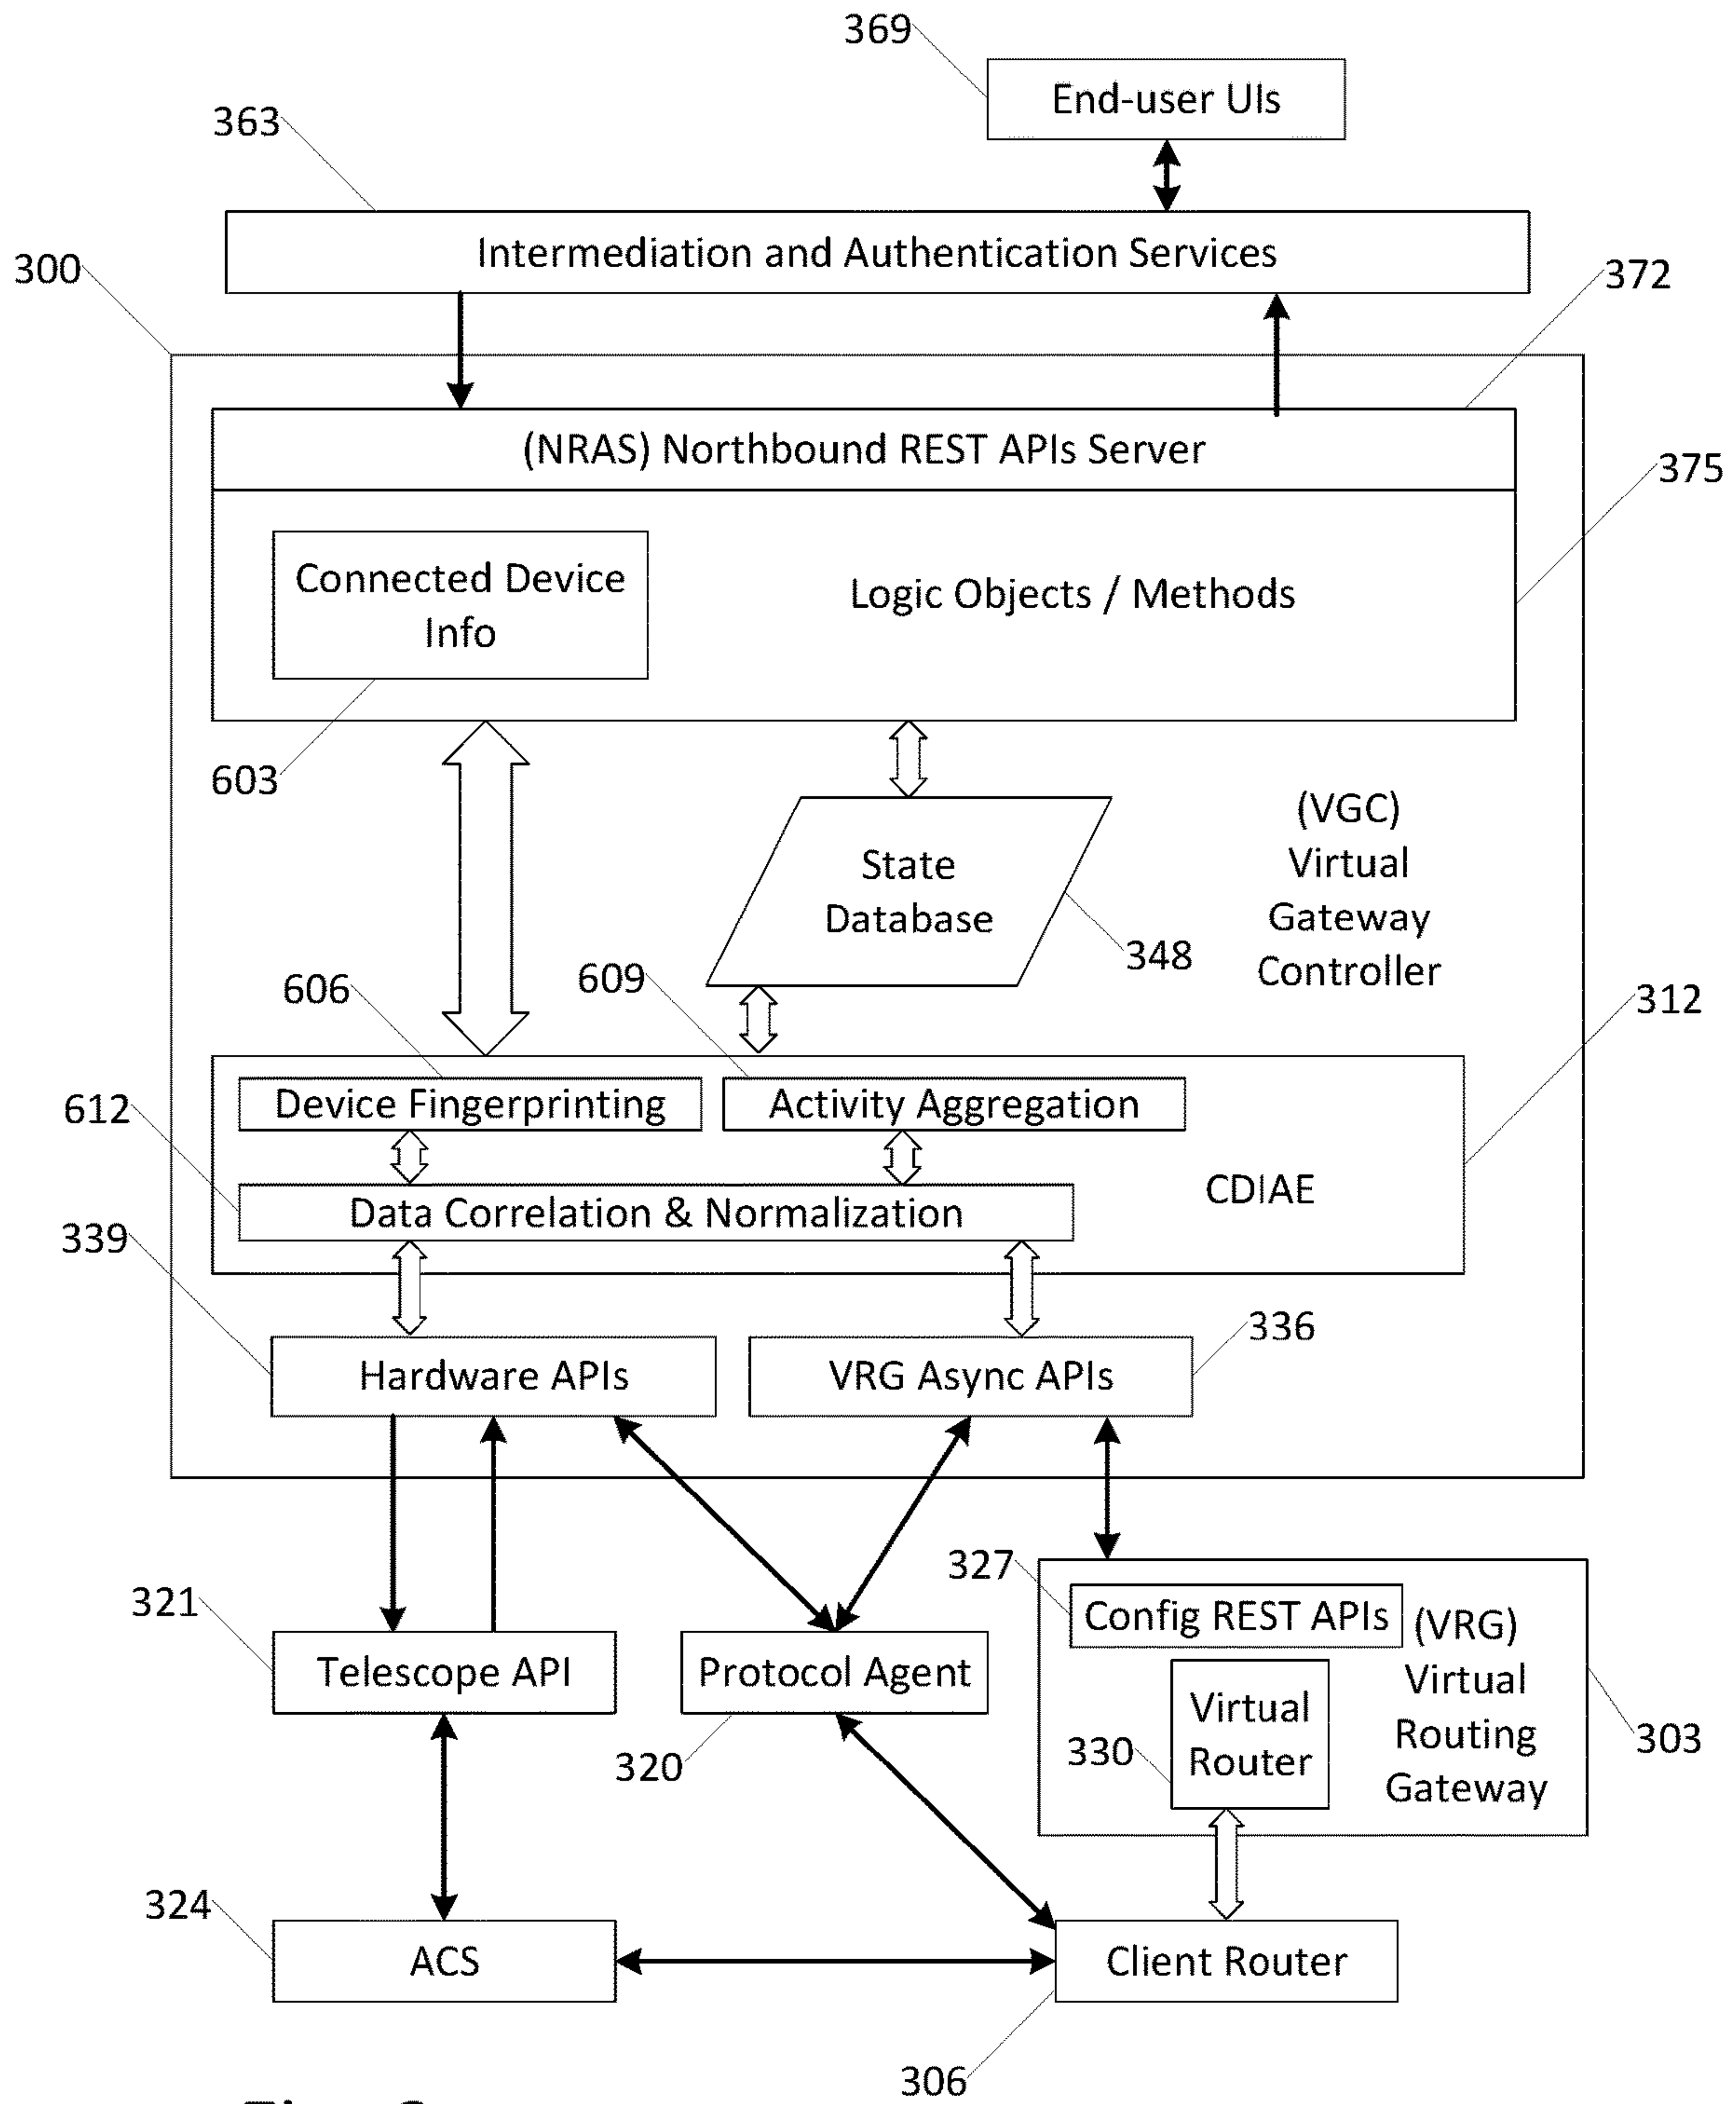 369
End-user UIs
363
Intermediation and Authentication Services
300
372
(NRAS) Northbound REST APIs Server
375
Connected Device
Info
Logic Objects / Methods
603
State
Database
348
(VGC)
Virtual
Gateway
Controller
606
609
312
Device Fingerprinting
Activity Aggregation
612
CDIAE
Data Correlation & Normalization
339
336
Hardware APIs
VRG Async APIs
327
Config REST APIs
(VRG)
Virtual
Routing
Gateway
321
Telescope API
Protocol Agent
320
Virtual
Router
330
303
324
ACS
Client Router
306